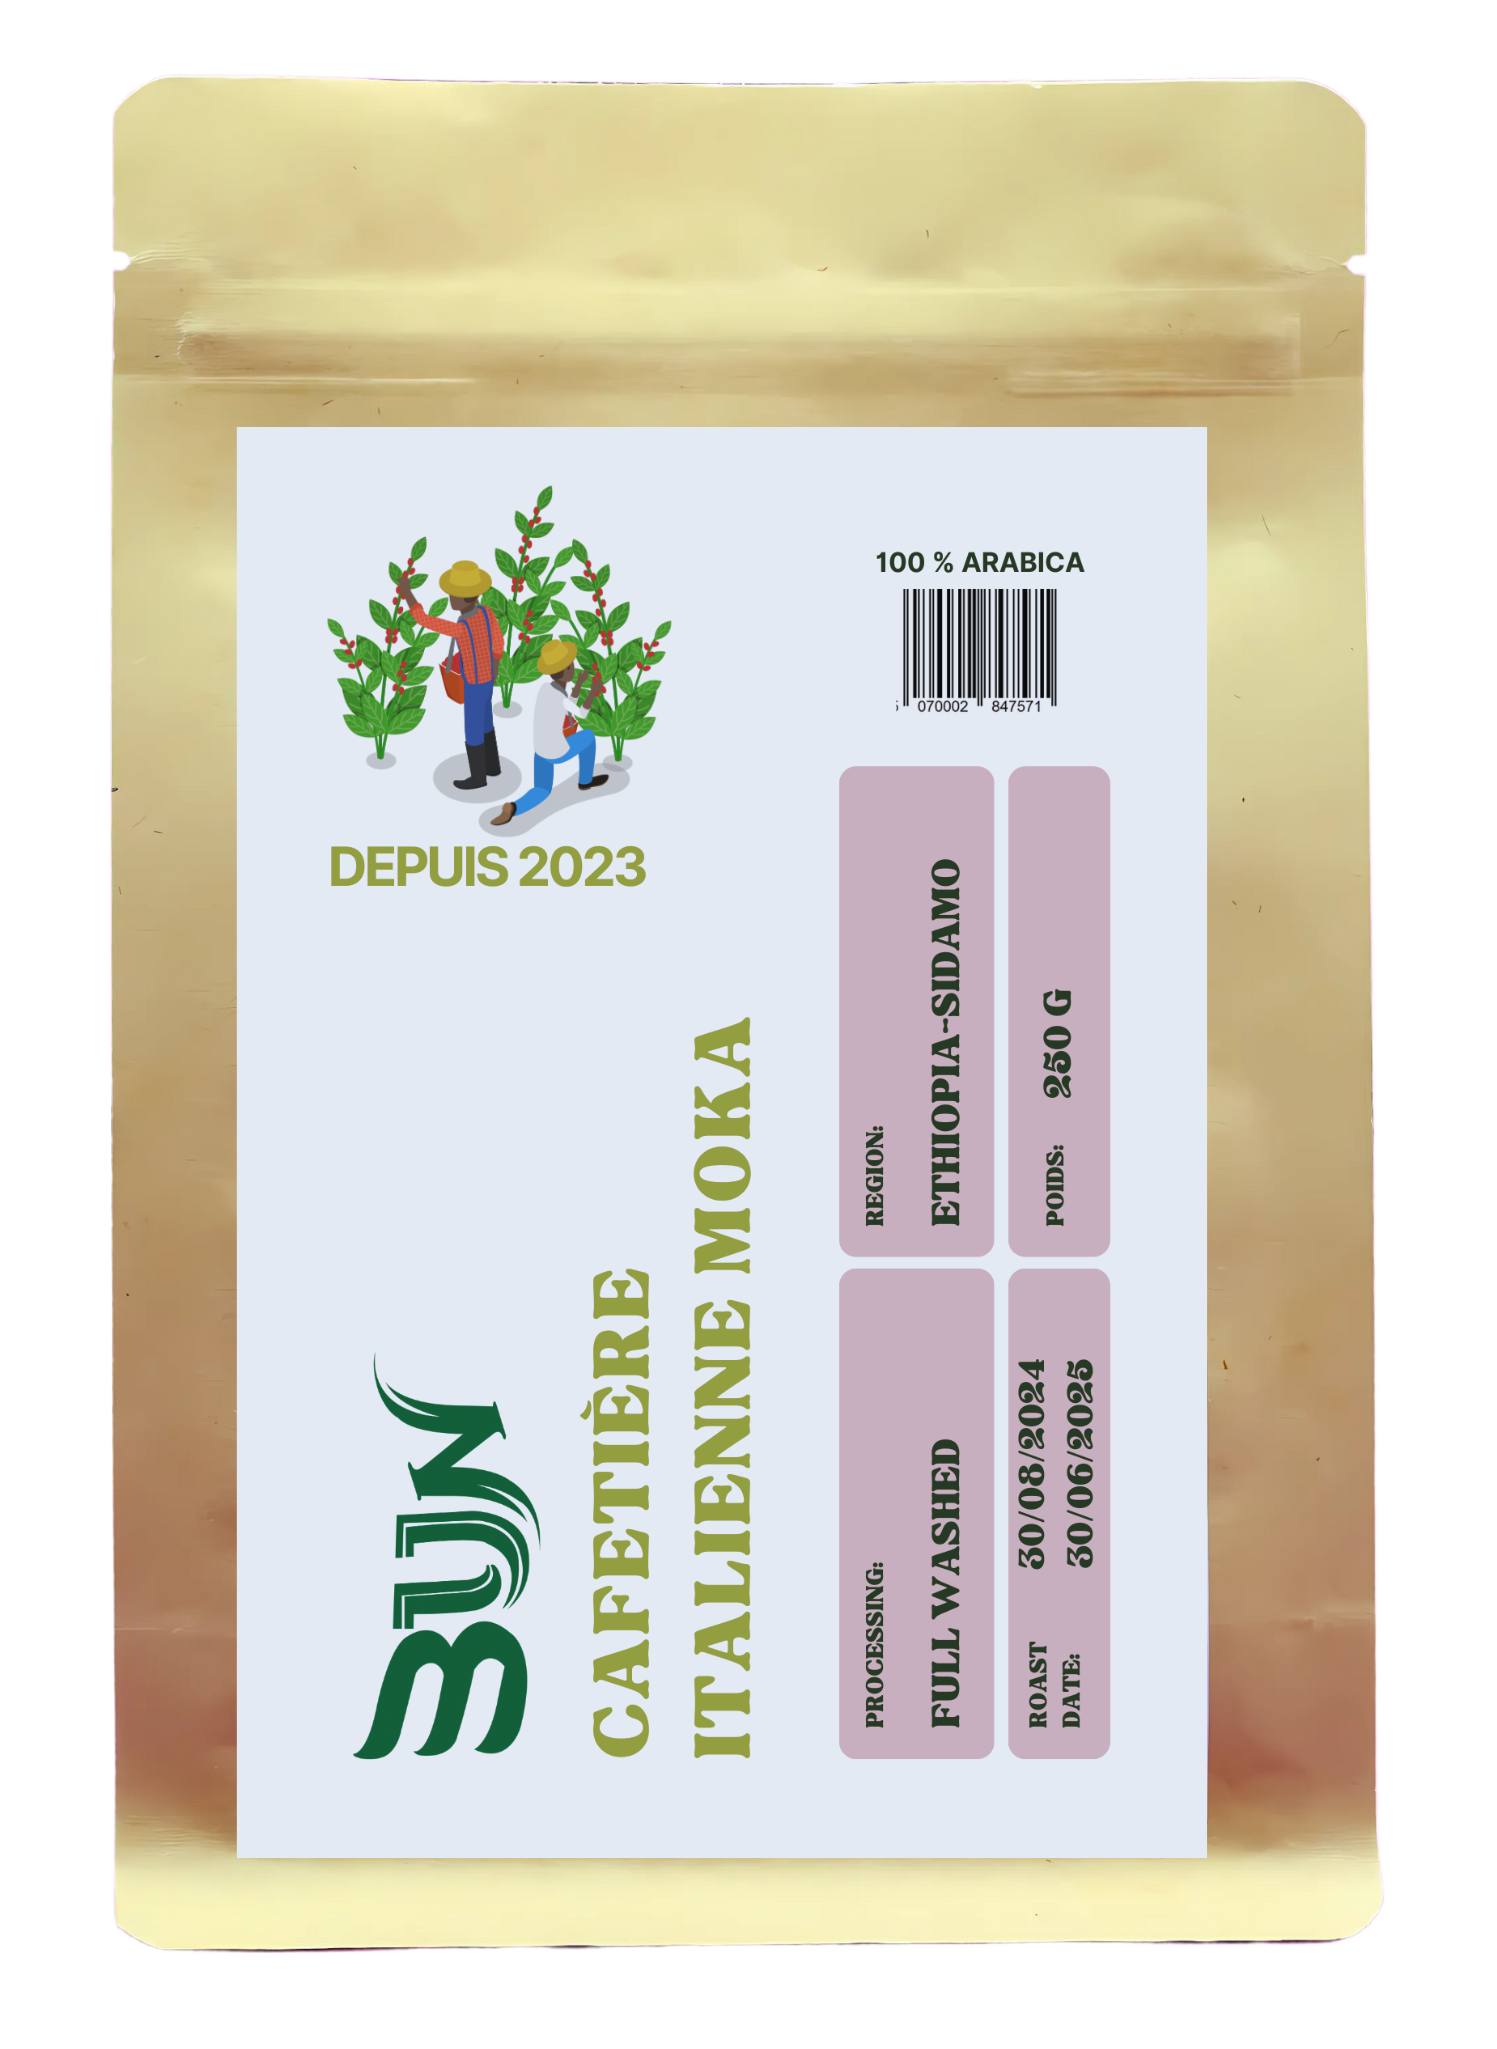 100 % ARABICA
070002 847571
DEPUIS 2023
BUN
CAFETIÈRE
ITALIENNE MOKA
REGION:
ETHIOPIA-SIDAMO
POIDS: 250 G
PROCESSING:
FULL WASHED
ROAST 30/08/2024
DATE: 30/06/2025